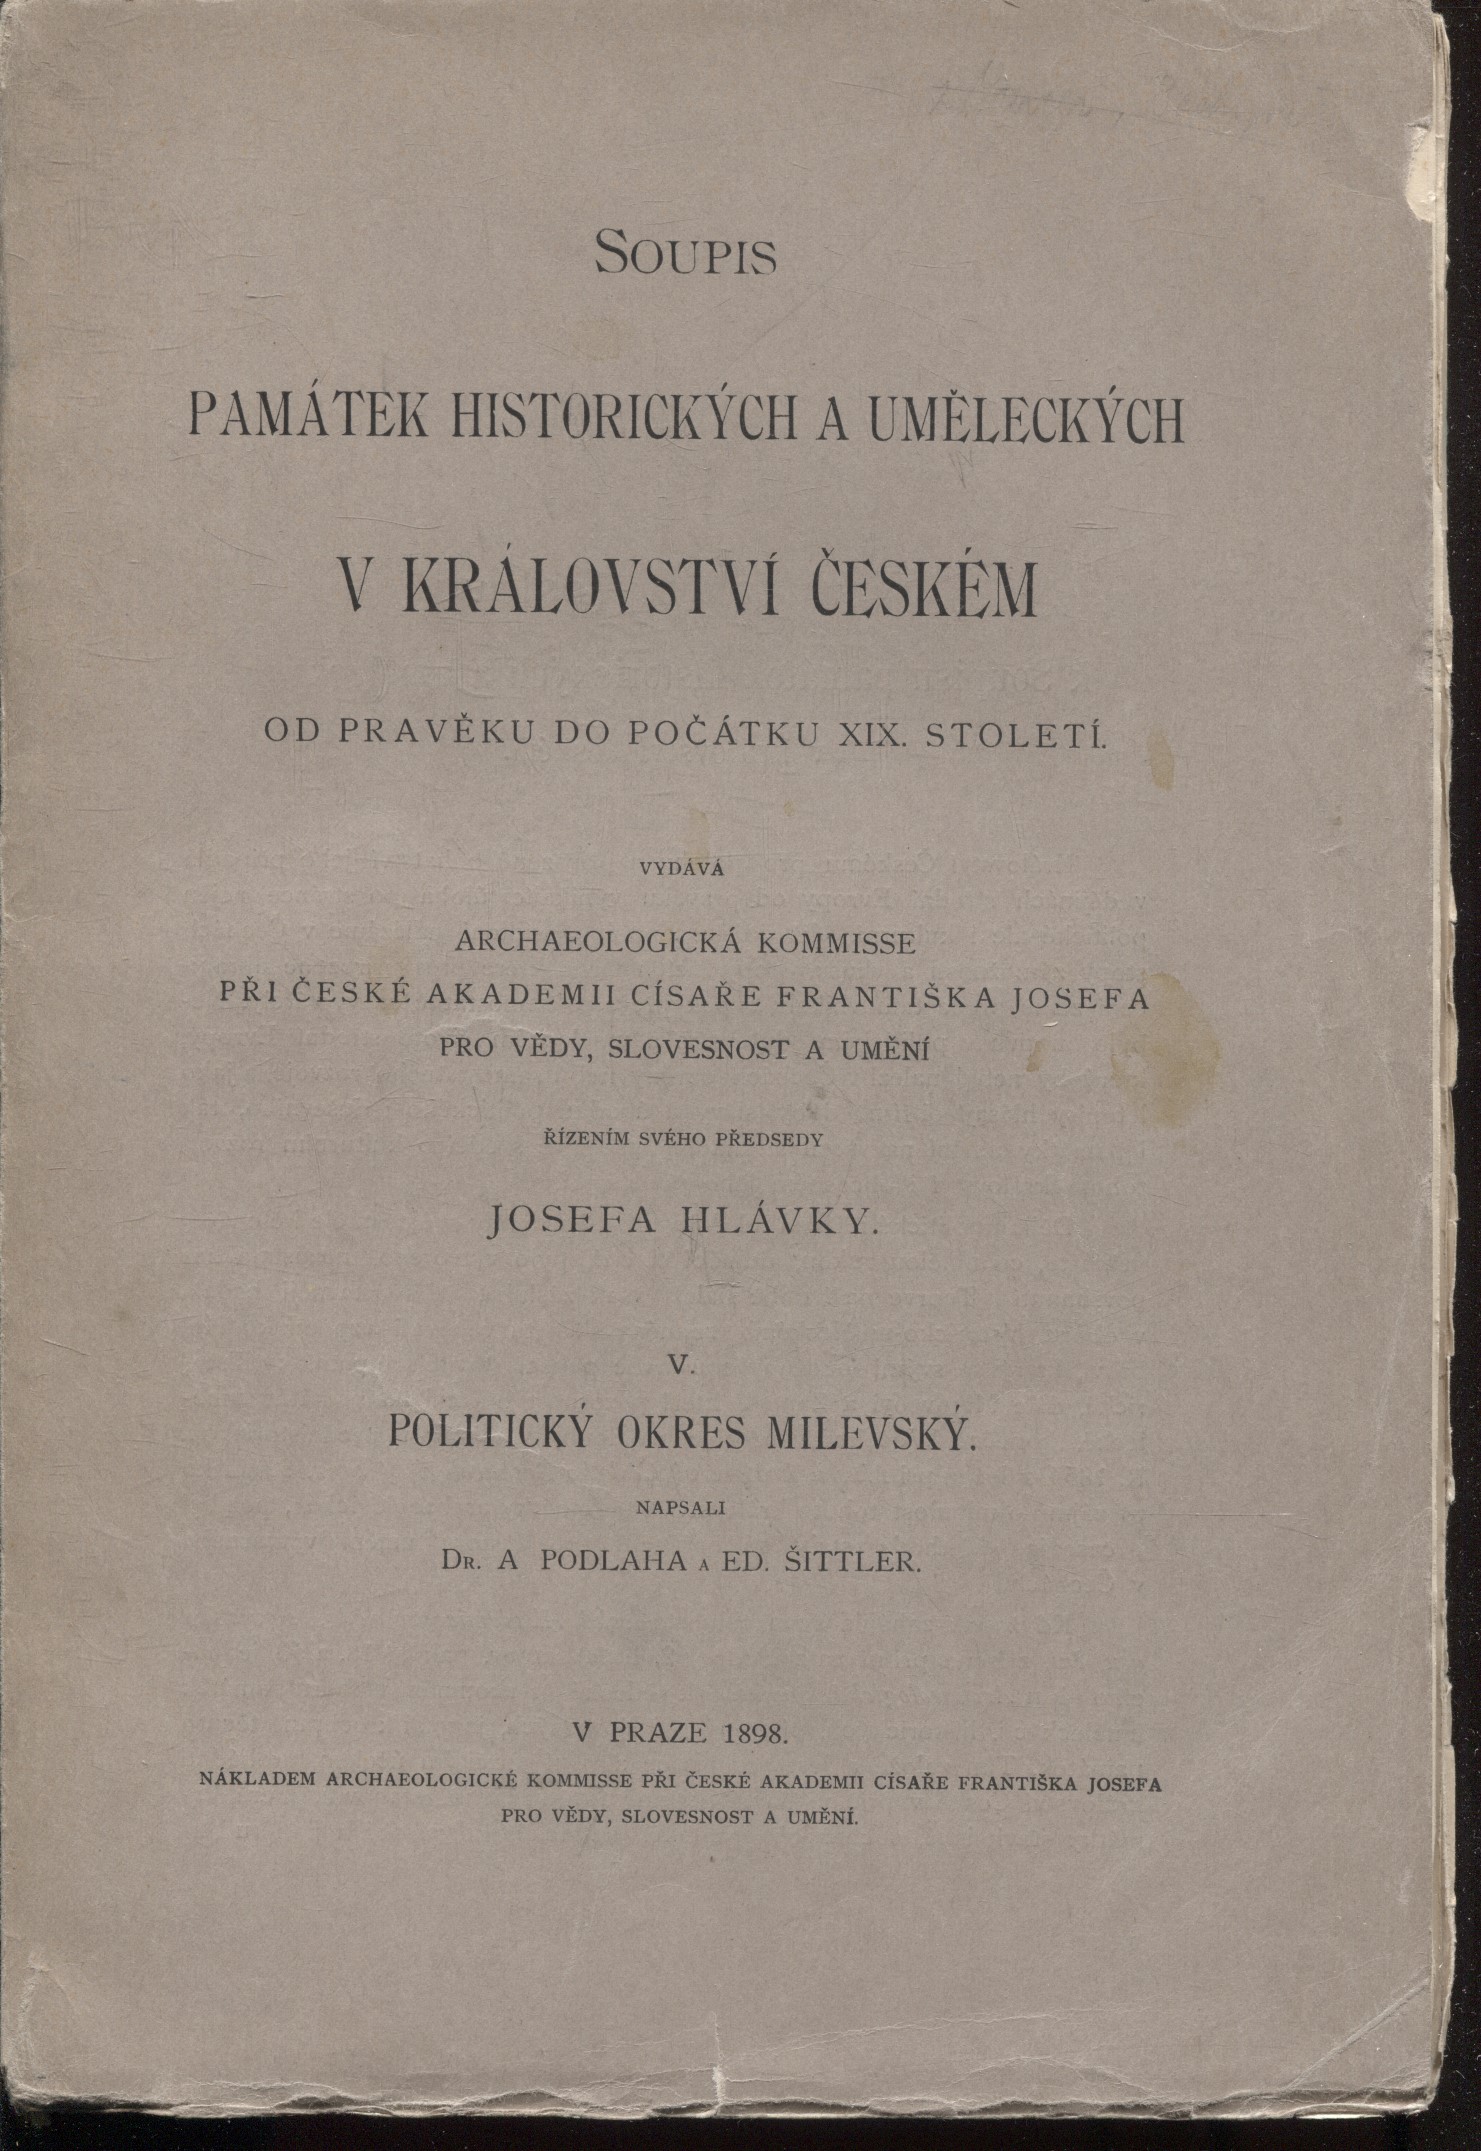 SOUPIS
PAMÁTEK HISTORICKÝCH A UMĚLECKÝCH
V KRÁLOVSTVÍ ČESKÉM
OD PRAVĚKU DO POČÁTKU XIX. STOLETÍ.
VYDÁVÁ
ARCHAEOLOGICKÁ KOMMISSE
PŘI ČESKÉ AKADEMII CÍSAŘE FRANTIŠKA JOSEFA
PRO VĚDY, SLOVESNOST A UMĚNÍ
ŘÍZENÍM SVÉHO PŘEDSEDY
JOSEFA HLÁVKY.
V.
POLITICKÝ OKRES MILEVSKÝ.
NAPSALI
DR. A PODLAHA A ED. ŠITTLER.
V PRAZE 1898.
NÁKLADEM ARCHAEOLOGICKÉ KOMMISSE PŘI ČESKÉ AKADEMII CÍSAŘE FRANTIŠKA JOSEFA
PRO VĚDY, SLOVESNOST A UMĚNÍ.